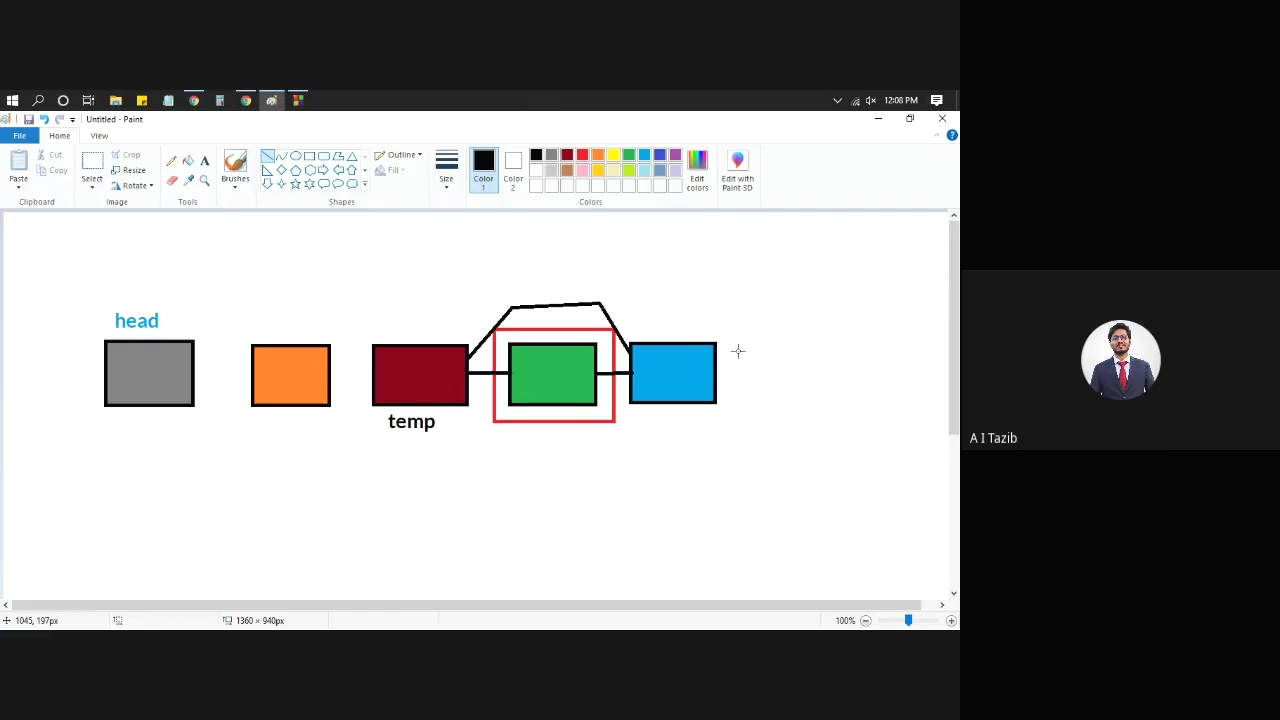 12:08 PM
Untitled - Paint
File Home View
Paste
Cut
Copy
Clipboard
Select
Crop
Resize
Rotate
Image
Tools
Brushes
Outline
Fill
Shapes
Size
Color 1
Color 2
Edit colors
Colors
Edit with Paint 3D
head
temp
A I Tazib
1045, 197px
1360 × 940px
100%